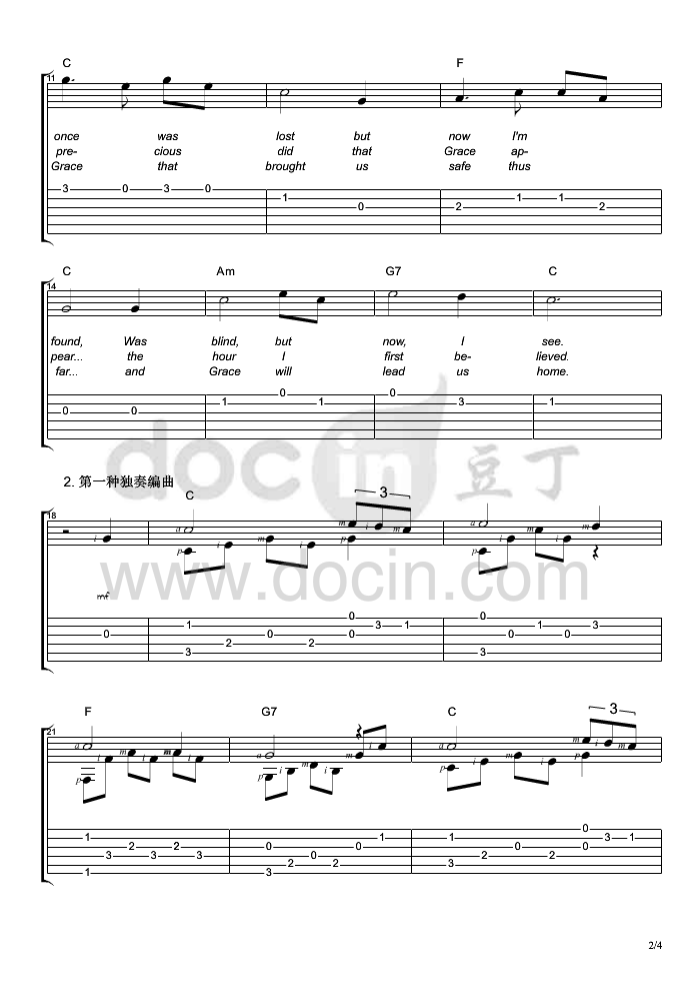 C F
11
once was lost but now I'm
pre- cious did that Grace ap-
Grace that brought us safe thus
3 0 3 0 1 0 2 1 1 2
C Am G7 C
14
found, Was blind, but now, I see.
pear... the hour I first be- lieved.
far... and Grace will lead us home.
0 0 1 0 1 0 3 1
doc in 豆丁
2. 第一种独奏编曲
C 3
18
a m i m a m
i i m i p i m i
p p
www.docin.com
mf
0 0
1 3 1 1 3
0 0 0 0 0
2 2
3 3
F G7 C 3
21
a m i m i a i a m i m
p p m i m p i m i p
0
1 1 1 3 1
2 2 0 0 0 0
3 3 3 0 2 2
2 2 3
1 3
2/4